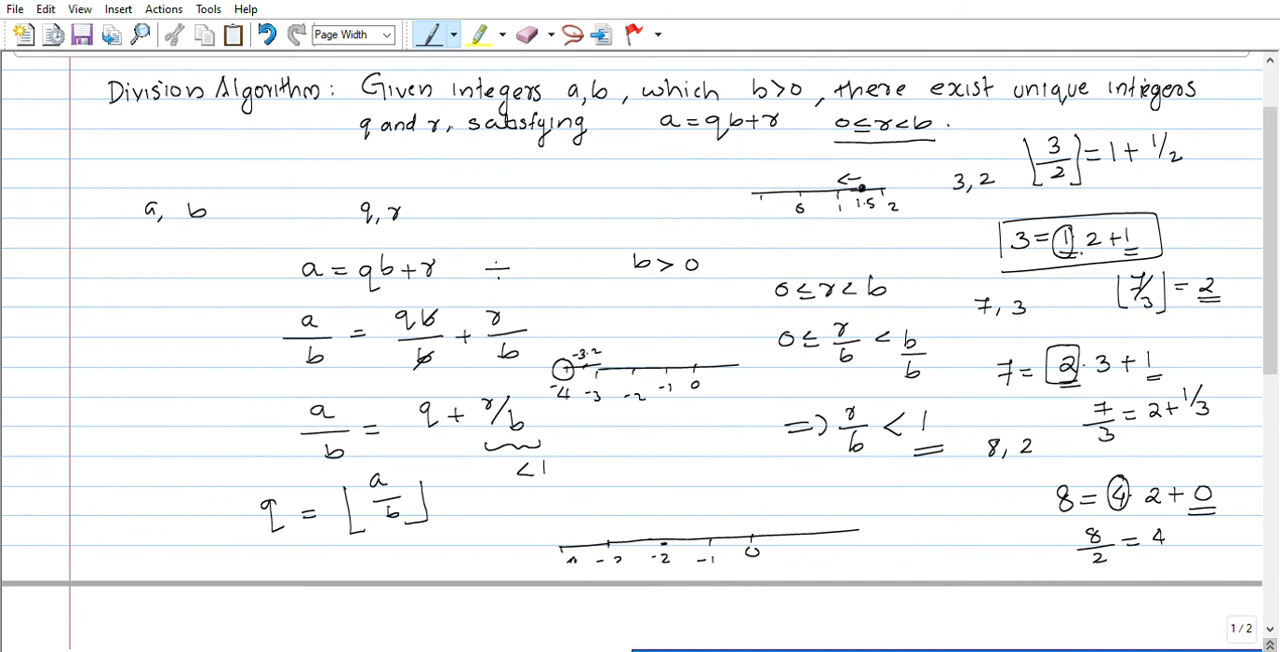 File Edit View Insert Actions Tools Help
Page Width
Division Algorithm: Given integers a,b, which b>0, there exist unique integers
q and r, satisfying a=qb+r 0≤r<b.
3,2 ⌊3/2⌋=1+1/2
0 1 1.5 2
a, b q,r
3=1.2+1
a=qb+r ÷ b>0
0≤r<b
7,3 ⌊7/3⌋=2
a/b = qb/b + r/b
0≤ r/b < b/b
-3.2
-4 -3 -2 -1 0
7=2.3+1
7/3=2+1/3
a/b = q+r/b
<1
=> r/b < 1
8,2
q = ⌊a/b⌋
8=4.2+0
8/2=4
-2 -1 0
1/2